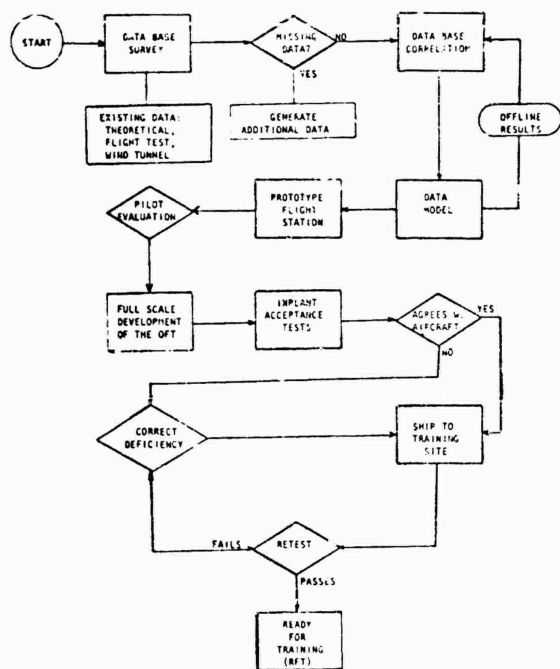 START
DATA BASE
SURVEY
MISSING
DATA?
NO
YES
DATA BASE
CORRELATION
EXISTING DATA:
THEORETICAL,
FLIGHT TEST,
WIND TUNNEL
GENERATE
ADDITIONAL DATA
OFFLINE
RESULTS
PILOT
EVALUATION
PROTOTYPE
FLIGHT
STATION
DATA
MODEL
FULL SCALE
DEVELOPMENT
OF THE OFT
INPLANT
ACCEPTANCE
TESTS
AGREES W.
AIRCRAFT
YES
NO
CORRECT
DEFICIENCY
SHIP TO
TRAINING
SITE
FAILS
RETEST
PASSES
READY
FOR
TRAINING
(RFT)